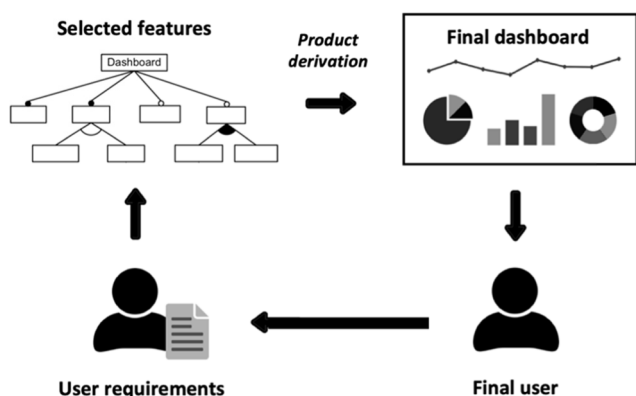 Selected features
Dashboard
Product
derivation
Final dashboard
User requirements
Final user